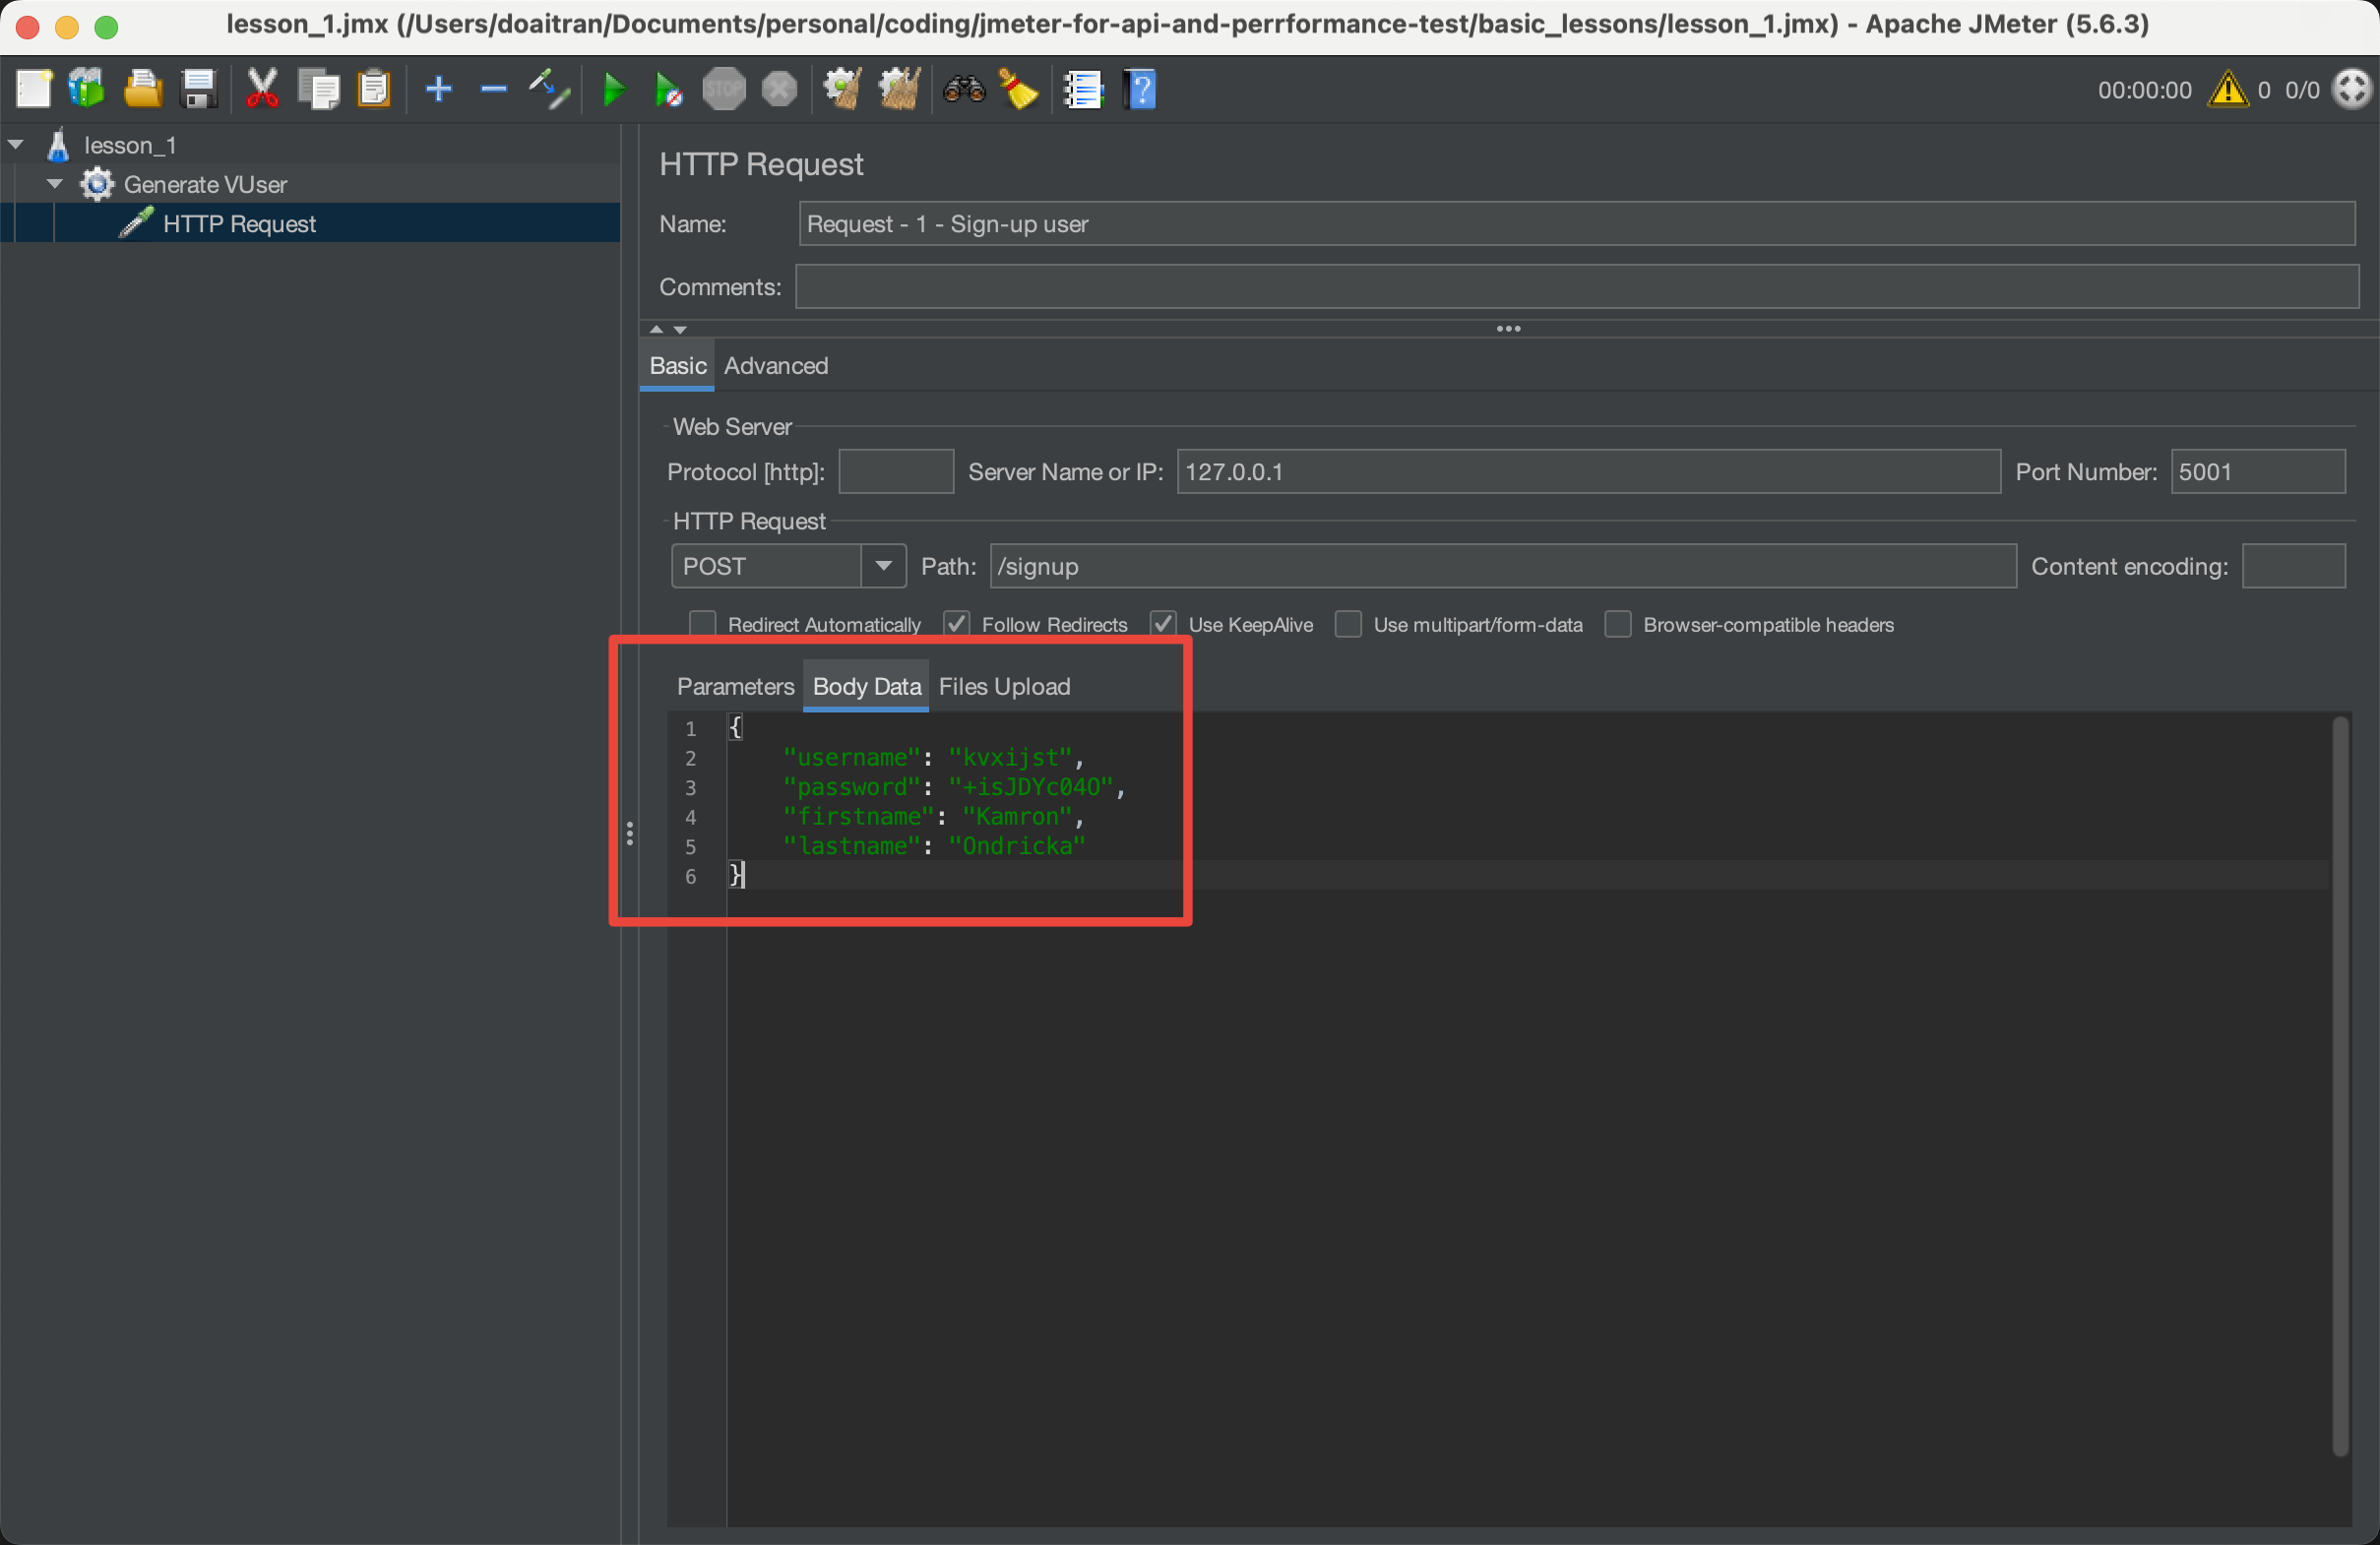 lesson_1.jmx (/Users/doaitran/Documents/personal/coding/jmeter-for-api-and-perrformance-test/basic_lessons/lesson_1.jmx) - Apache JMeter (5.6.3)
STOP
00:00:00 0 0/0
lesson_1
Generate VUser
HTTP Request
HTTP Request
Name: Request - 1 - Sign-up user
Comments:
Basic Advanced
Web Server
Protocol [http]: Server Name or IP: 127.0.0.1 Port Number: 5001
HTTP Request
POST Path: /signup Content encoding:
Redirect Automatically Follow Redirects Use KeepAlive Use multipart/form-data Browser-compatible headers
Parameters Body Data Files Upload
1 {
2 "username": "kvxijst",
3 "password": "+isJDYc04O",
4 "firstname": "Kamron",
5 "lastname": "Ondricka"
6 }